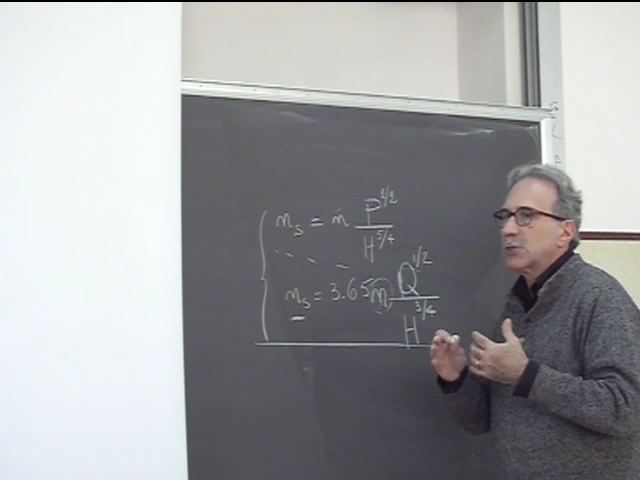 n_s = n P^{1/2} / H^{5/4}
n_s = 3.65 n Q^{1/2} / H^{3/4}